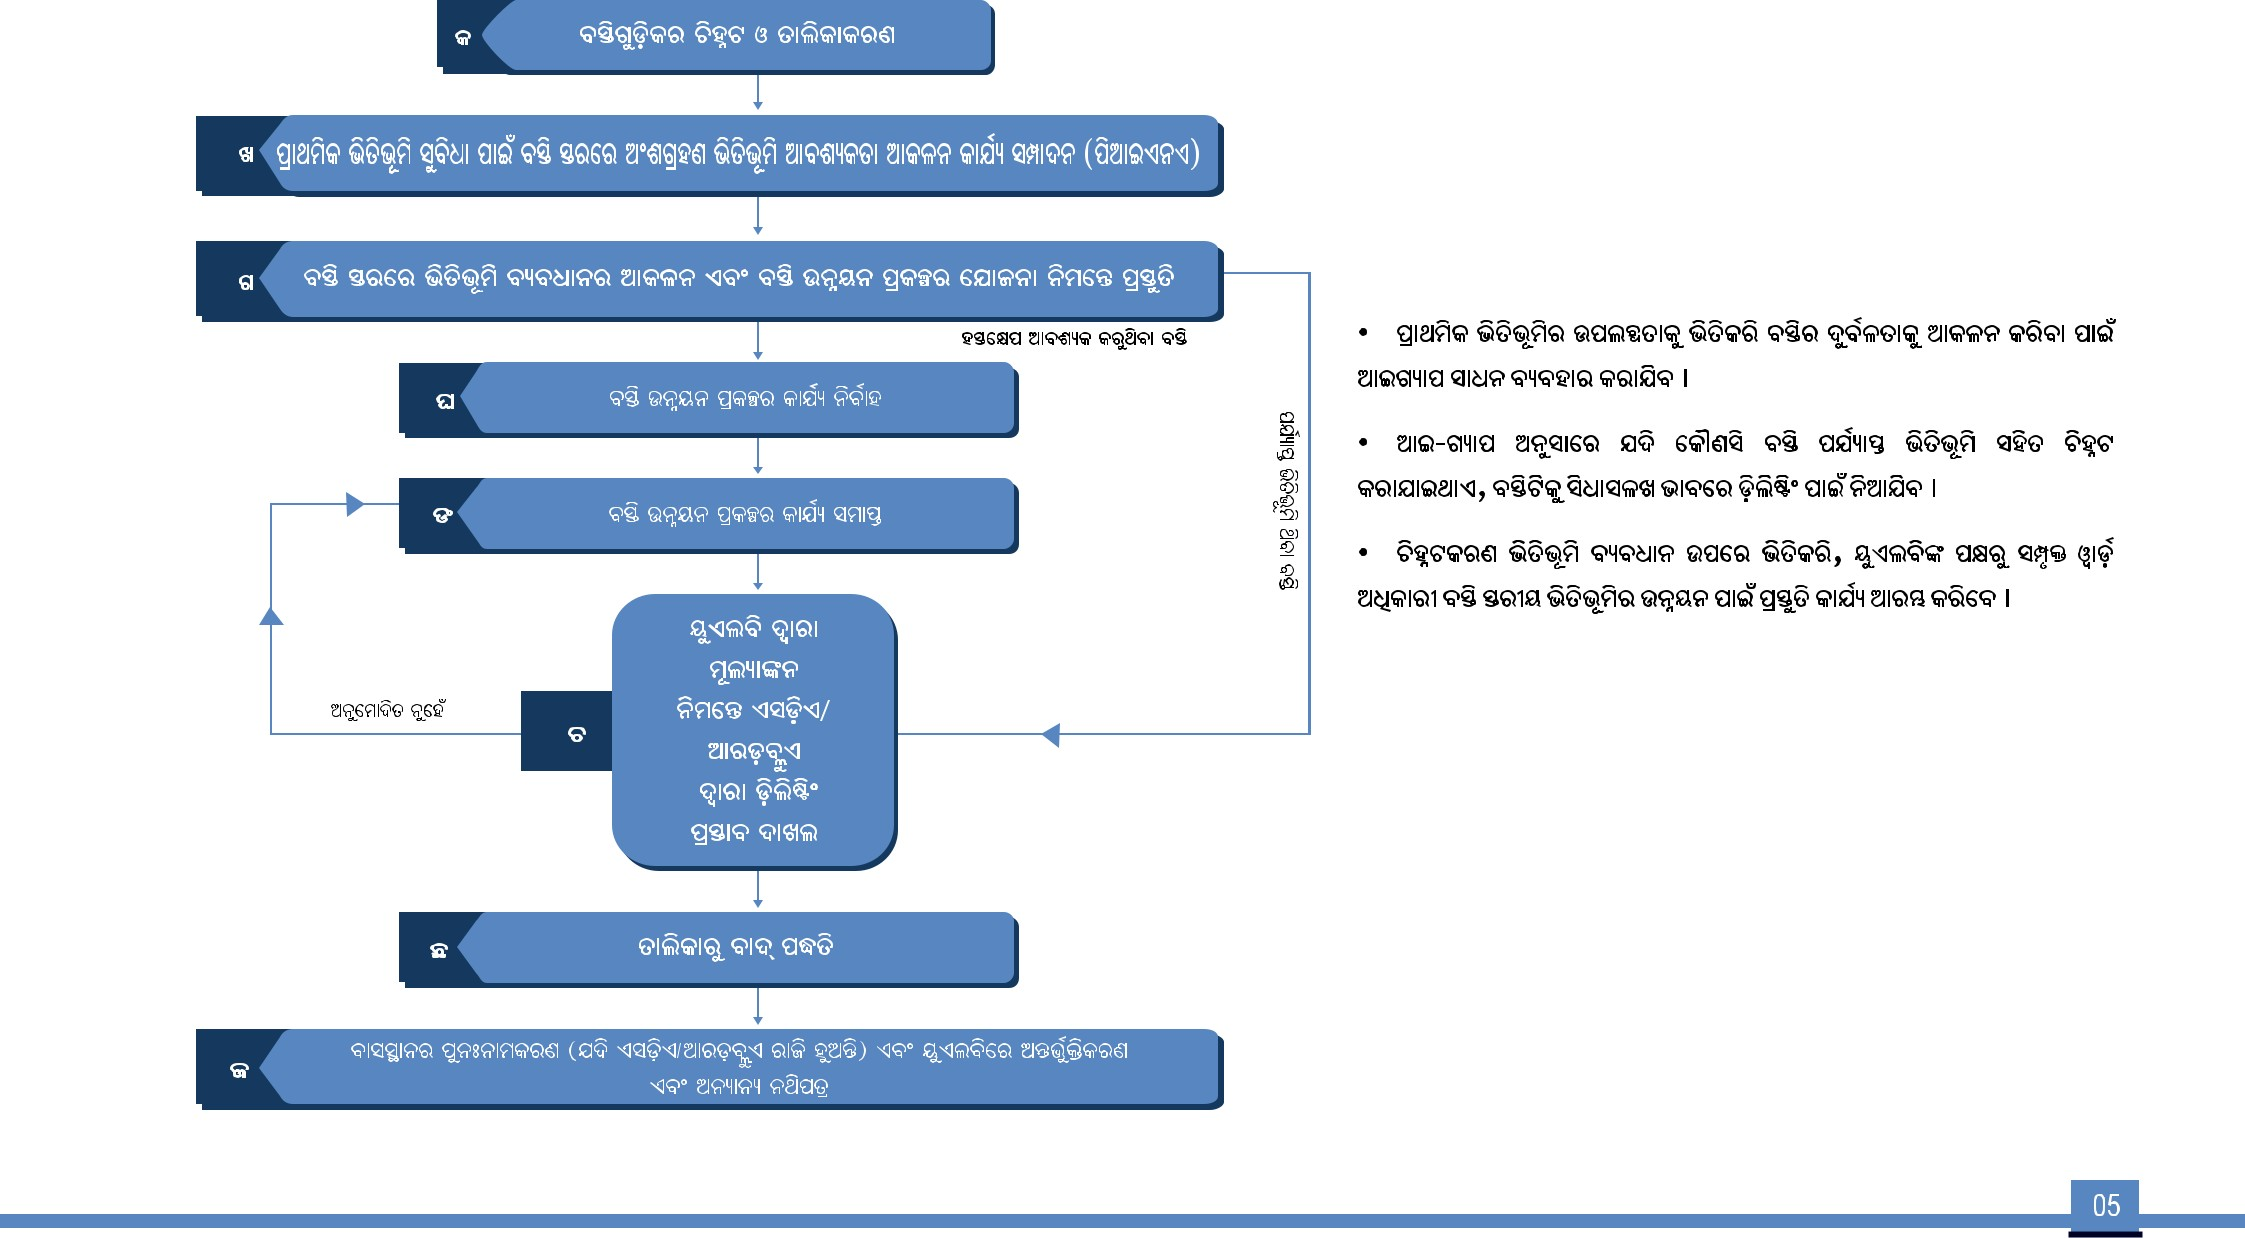 କ
ବସ୍ତିଗୁଡ଼ିକର ଚିହ୍ନଟ ଓ ତାଲିକାକରଣ
ଖ
ପ୍ରାଥମିକ ଭିତିଭୂମି ସୁବିଧା ପାଇଁ ବସ୍ତି ସ୍ତରରେ ଅଂଶଗ୍ରହଣ ଭିତିଭୂମି ଆବଶ୍ୟକତା ଆକଳନ କାର୍ଯ୍ୟ ସମ୍ପାଦନ (ପିଆଇଏନଏ)
ଗ
ବସ୍ତି ସ୍ତରରେ ଭିତିଭୂମି ବ୍ୟବଧାନର ଆକଳନ ଏବଂ ବସ୍ତି ଉନ୍ନୟନ ପ୍ରକଳ୍ପର ଯୋଜନା ନିମନ୍ତେ ପ୍ରସ୍ତୁତି
ହସ୍ତକ୍ଷେପ ଆବଶ୍ୟକ କରୁଥିବା ବସ୍ତି
ଘ
ବସ୍ତି ଉନ୍ନୟନ ପ୍ରକଳ୍ପର କାର୍ଯ୍ୟ ନିର୍ବାହ
ଙ
ବସ୍ତି ଉନ୍ନୟନ ପ୍ରକଳ୍ପର କାର୍ଯ୍ୟ ସମାପ୍ତ
ପର୍ଯ୍ୟାପ୍ତ ଭିତିଭୂମି ଥିବା ବସ୍ତି
ଅନୁମୋଦିତ ନୁହେଁ
ଚ
ୟୁଏଲବି ଦ୍ୱାରା
ମୂଲ୍ୟାଙ୍କନ
ନିମନ୍ତେ ଏସଡ଼ିଏ/
ଆରଡ଼ବ୍ଲୁଏ
ଦ୍ୱାରା ଡ଼ିଲିଷ୍ଟିଂ
ପ୍ରସ୍ତାବ ଦାଖଲ
ଛ
ତାଲିକାରୁ ବାଦ୍ ପଦ୍ଧତି
ଜ
ବାସସ୍ଥାନର ପୁନଃନାମକରଣ (ଯଦି ଏସଡ଼ିଏ/ଆରଡ଼ବ୍ଲୁଏ ରାଜି ହୁଅନ୍ତି) ଏବଂ ୟୁଏଲବିରେ ଅନ୍ତର୍ଭୁକ୍ତିକରଣ
ଏବଂ ଅନ୍ୟାନ୍ୟ ନଥିପତ୍ର
• ପ୍ରାଥମିକ ଭିତିଭୂମିର ଉପଲବ୍ଧତାକୁ ଭିତିକରି ବସ୍ତିର ଦୁର୍ବଳତାକୁ ଆକଳନ କରିବା ପାଇଁ
ଆଇଗ୍ୟାପ ସାଧନ ବ୍ୟବହାର କରାଯିବ ।
• ଆଇ-ଗ୍ୟାପ ଅନୁସାରେ ଯଦି କୌଣସି ବସ୍ତି ପର୍ଯ୍ୟାପ୍ତ ଭିତିଭୂମି ସହିତ ଚିହ୍ନଟ
କରାଯାଇଥାଏ, ବସ୍ତିଟିକୁ ସିଧାସଳଖ ଭାବରେ ଡ଼ିଲିଷ୍ଟିଂ ପାଇଁ ନିଆଯିବ ।
• ଚିହ୍ନଟକରଣ ଭିତିଭୂମି ବ୍ୟବଧାନ ଉପରେ ଭିତିକରି, ୟୁଏଲବିଙ୍କ ପକ୍ଷରୁ ସମ୍ପୃକ୍ତ ୱାର୍ଡ଼
ଅଧିକାରୀ ବସ୍ତି ସ୍ତରୀୟ ଭିତିଭୂମିର ଉନ୍ନୟନ ପାଇଁ ପ୍ରସ୍ତୁତି କାର୍ଯ୍ୟ ଆରମ୍ଭ କରିବେ ।
05